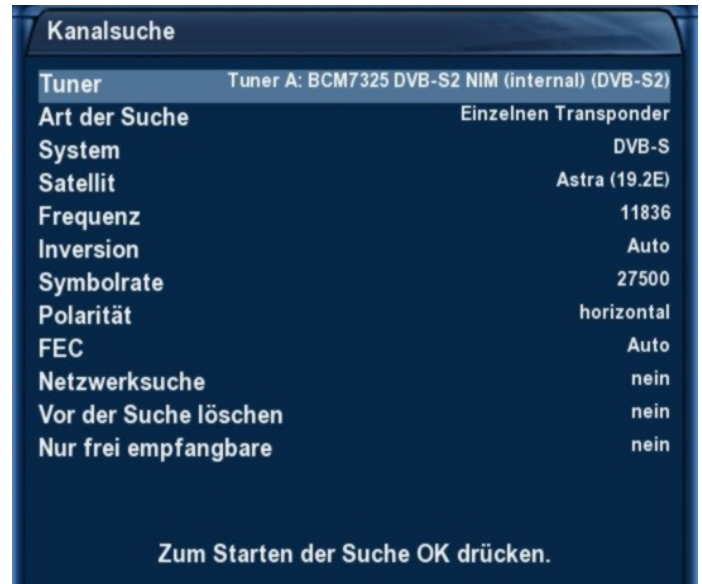 Kanalsuche
Tuner Tuner A: BCM7325 DVB-S2 NIM (internal) (DVB-S2)
Art der Suche Einzelnen Transponder
System DVB-S
Satellit Astra (19.2E)
Frequenz 11836
Inversion Auto
Symbolrate 27500
Polarität horizontal
FEC Auto
Netzwerksuche nein
Vor der Suche löschen nein
Nur frei empfangbare nein
Zum Starten der Suche OK drücken.